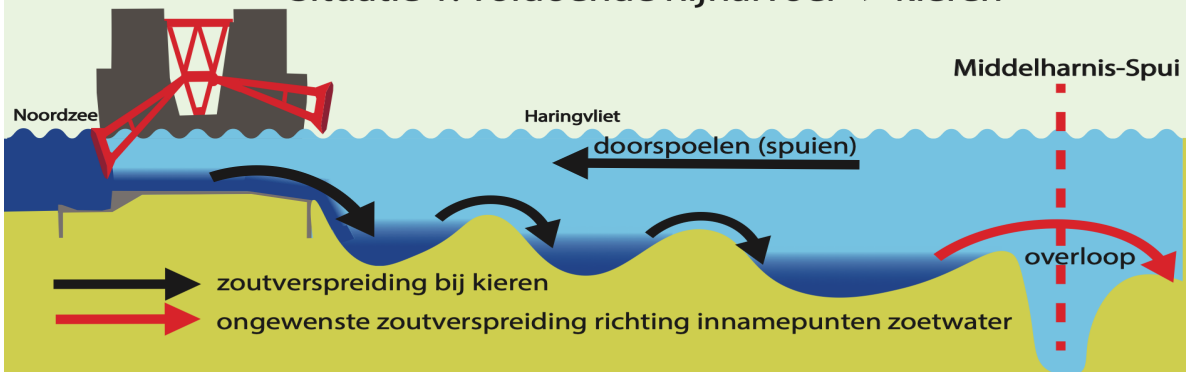 Middelharnis-Spui
Noordzee
Haringvliet
doorspoelen (spuien)
overloop
zoutverspreiding bij kieren
ongewenste zoutverspreiding richting innamepunten zoetwater